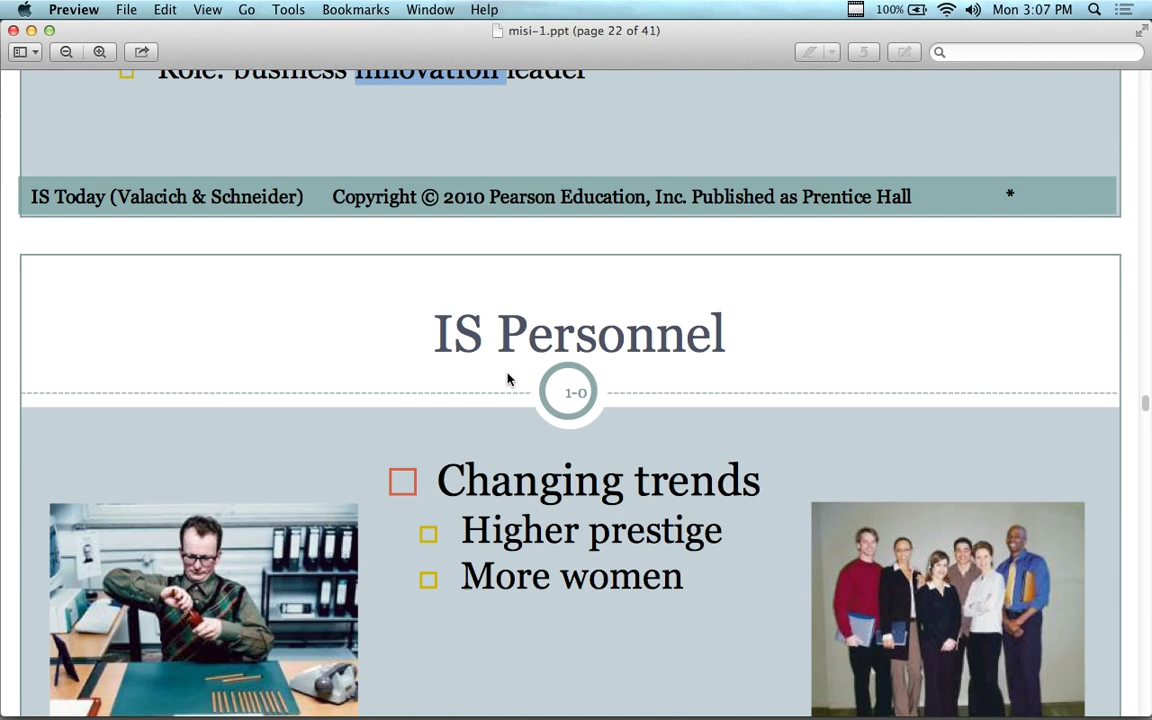 Preview File Edit View Go Tools Bookmarks Window Help 100% Mon 3:07 PM
misi-1.ppt (page 22 of 41)
Role: business innovation leader
IS Today (Valacich & Schneider) Copyright © 2010 Pearson Education, Inc. Published as Prentice Hall *
IS Personnel
1-0
Changing trends
Higher prestige
More women